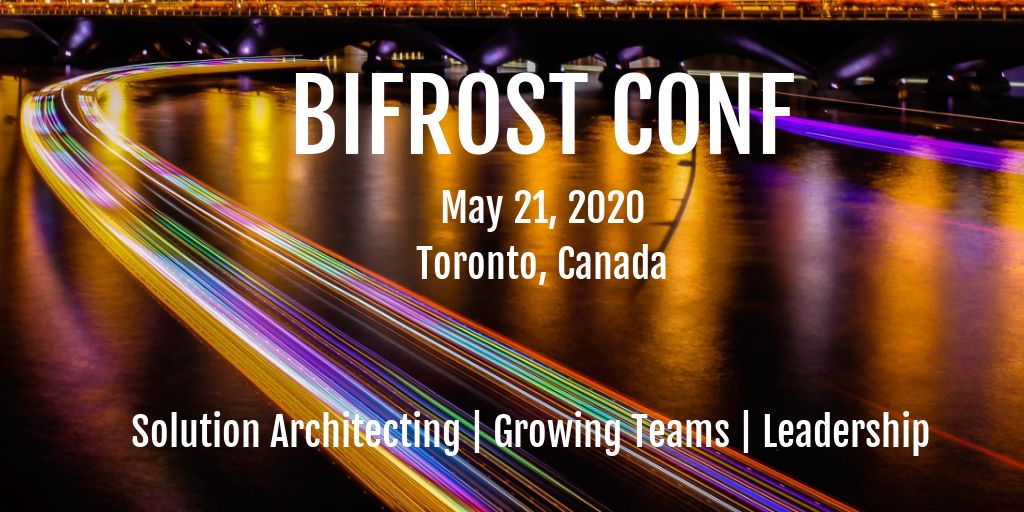 BIFROST CONF
May 21, 2020
Toronto, Canada
Solution Architecting | Growing Teams | Leadership